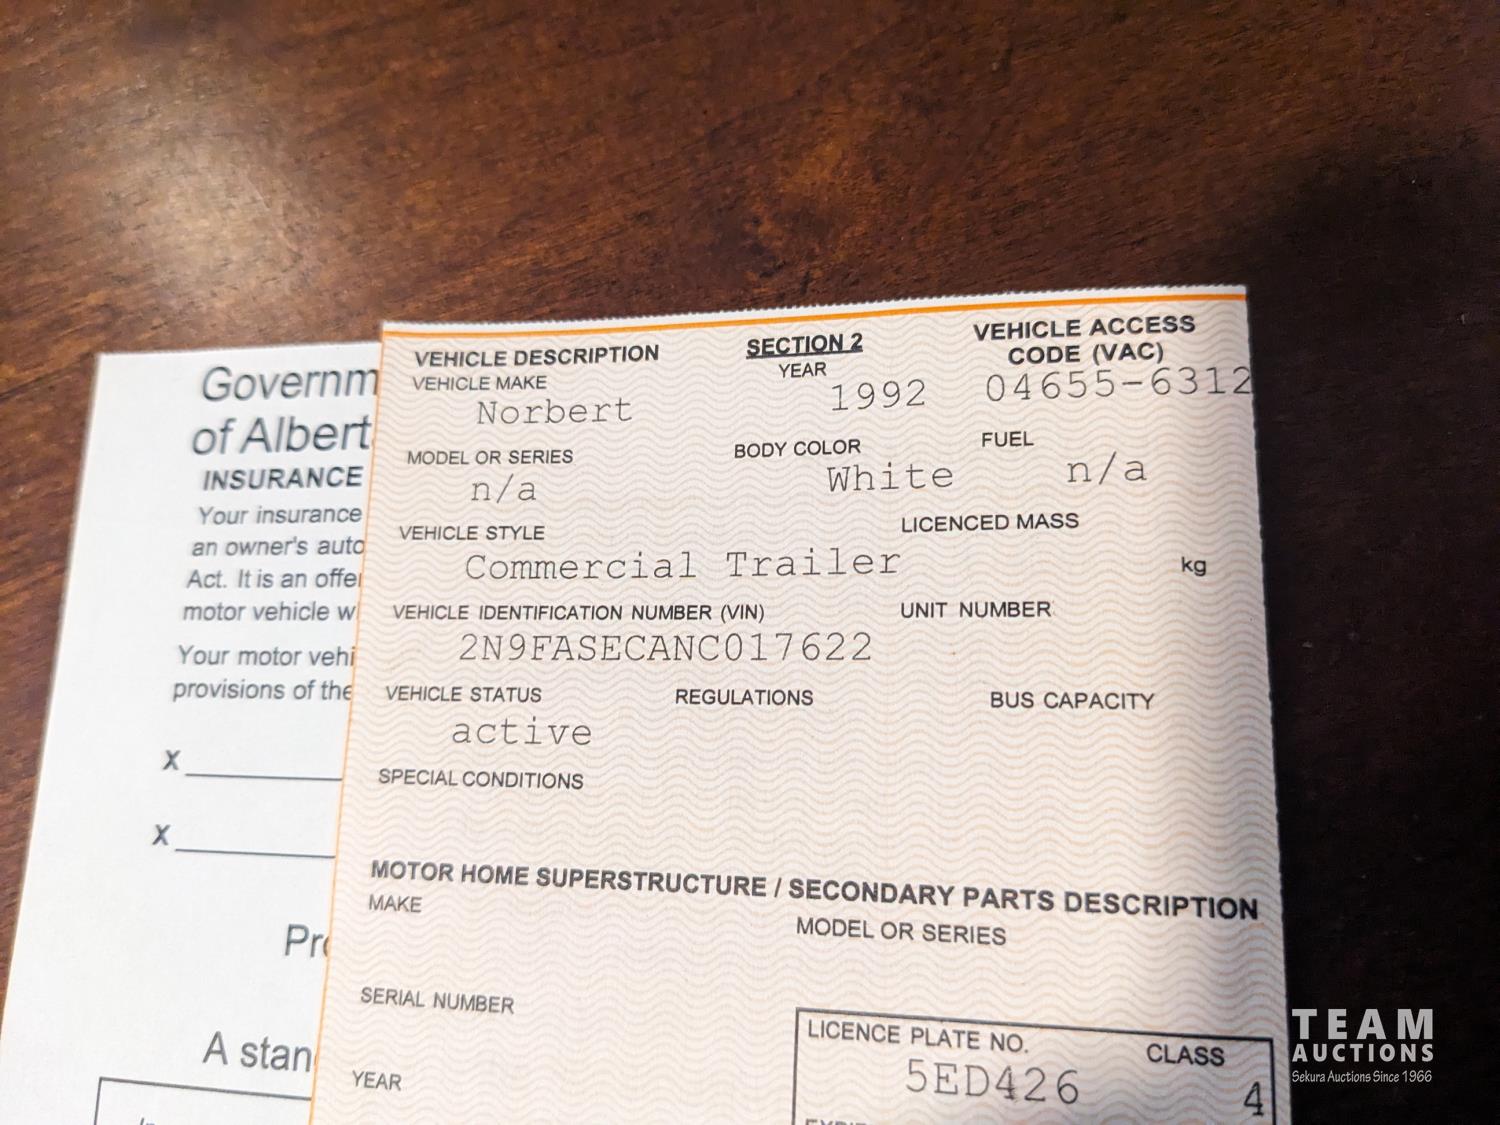 Governm
of Albert
INSURANCE
Your insurance
an owner's auto
Act. It is an offe
motor vehicle w
Your motor vehi
provisions of the
X
X
Pr
A stan
VEHICLE DESCRIPTION
SECTION 2
VEHICLE ACCESS
CODE (VAC)
VEHICLE MAKE
YEAR
Norbert
1992
04655-6312
MODEL OR SERIES
BODY COLOR
FUEL
n/a
White
n/a
VEHICLE STYLE
LICENCED MASS
Commercial Trailer
kg
VEHICLE IDENTIFICATION NUMBER (VIN)
UNIT NUMBER
2N9FASECANC017622
VEHICLE STATUS
REGULATIONS
BUS CAPACITY
active
SPECIAL CONDITIONS
MOTOR HOME SUPERSTRUCTURE / SECONDARY PARTS DESCRIPTION
MAKE
MODEL OR SERIES
SERIAL NUMBER
YEAR
LICENCE PLATE NO.
CLASS
5ED426
4
TEAM
AUCTIONS
Sekura Auctions Since 1966